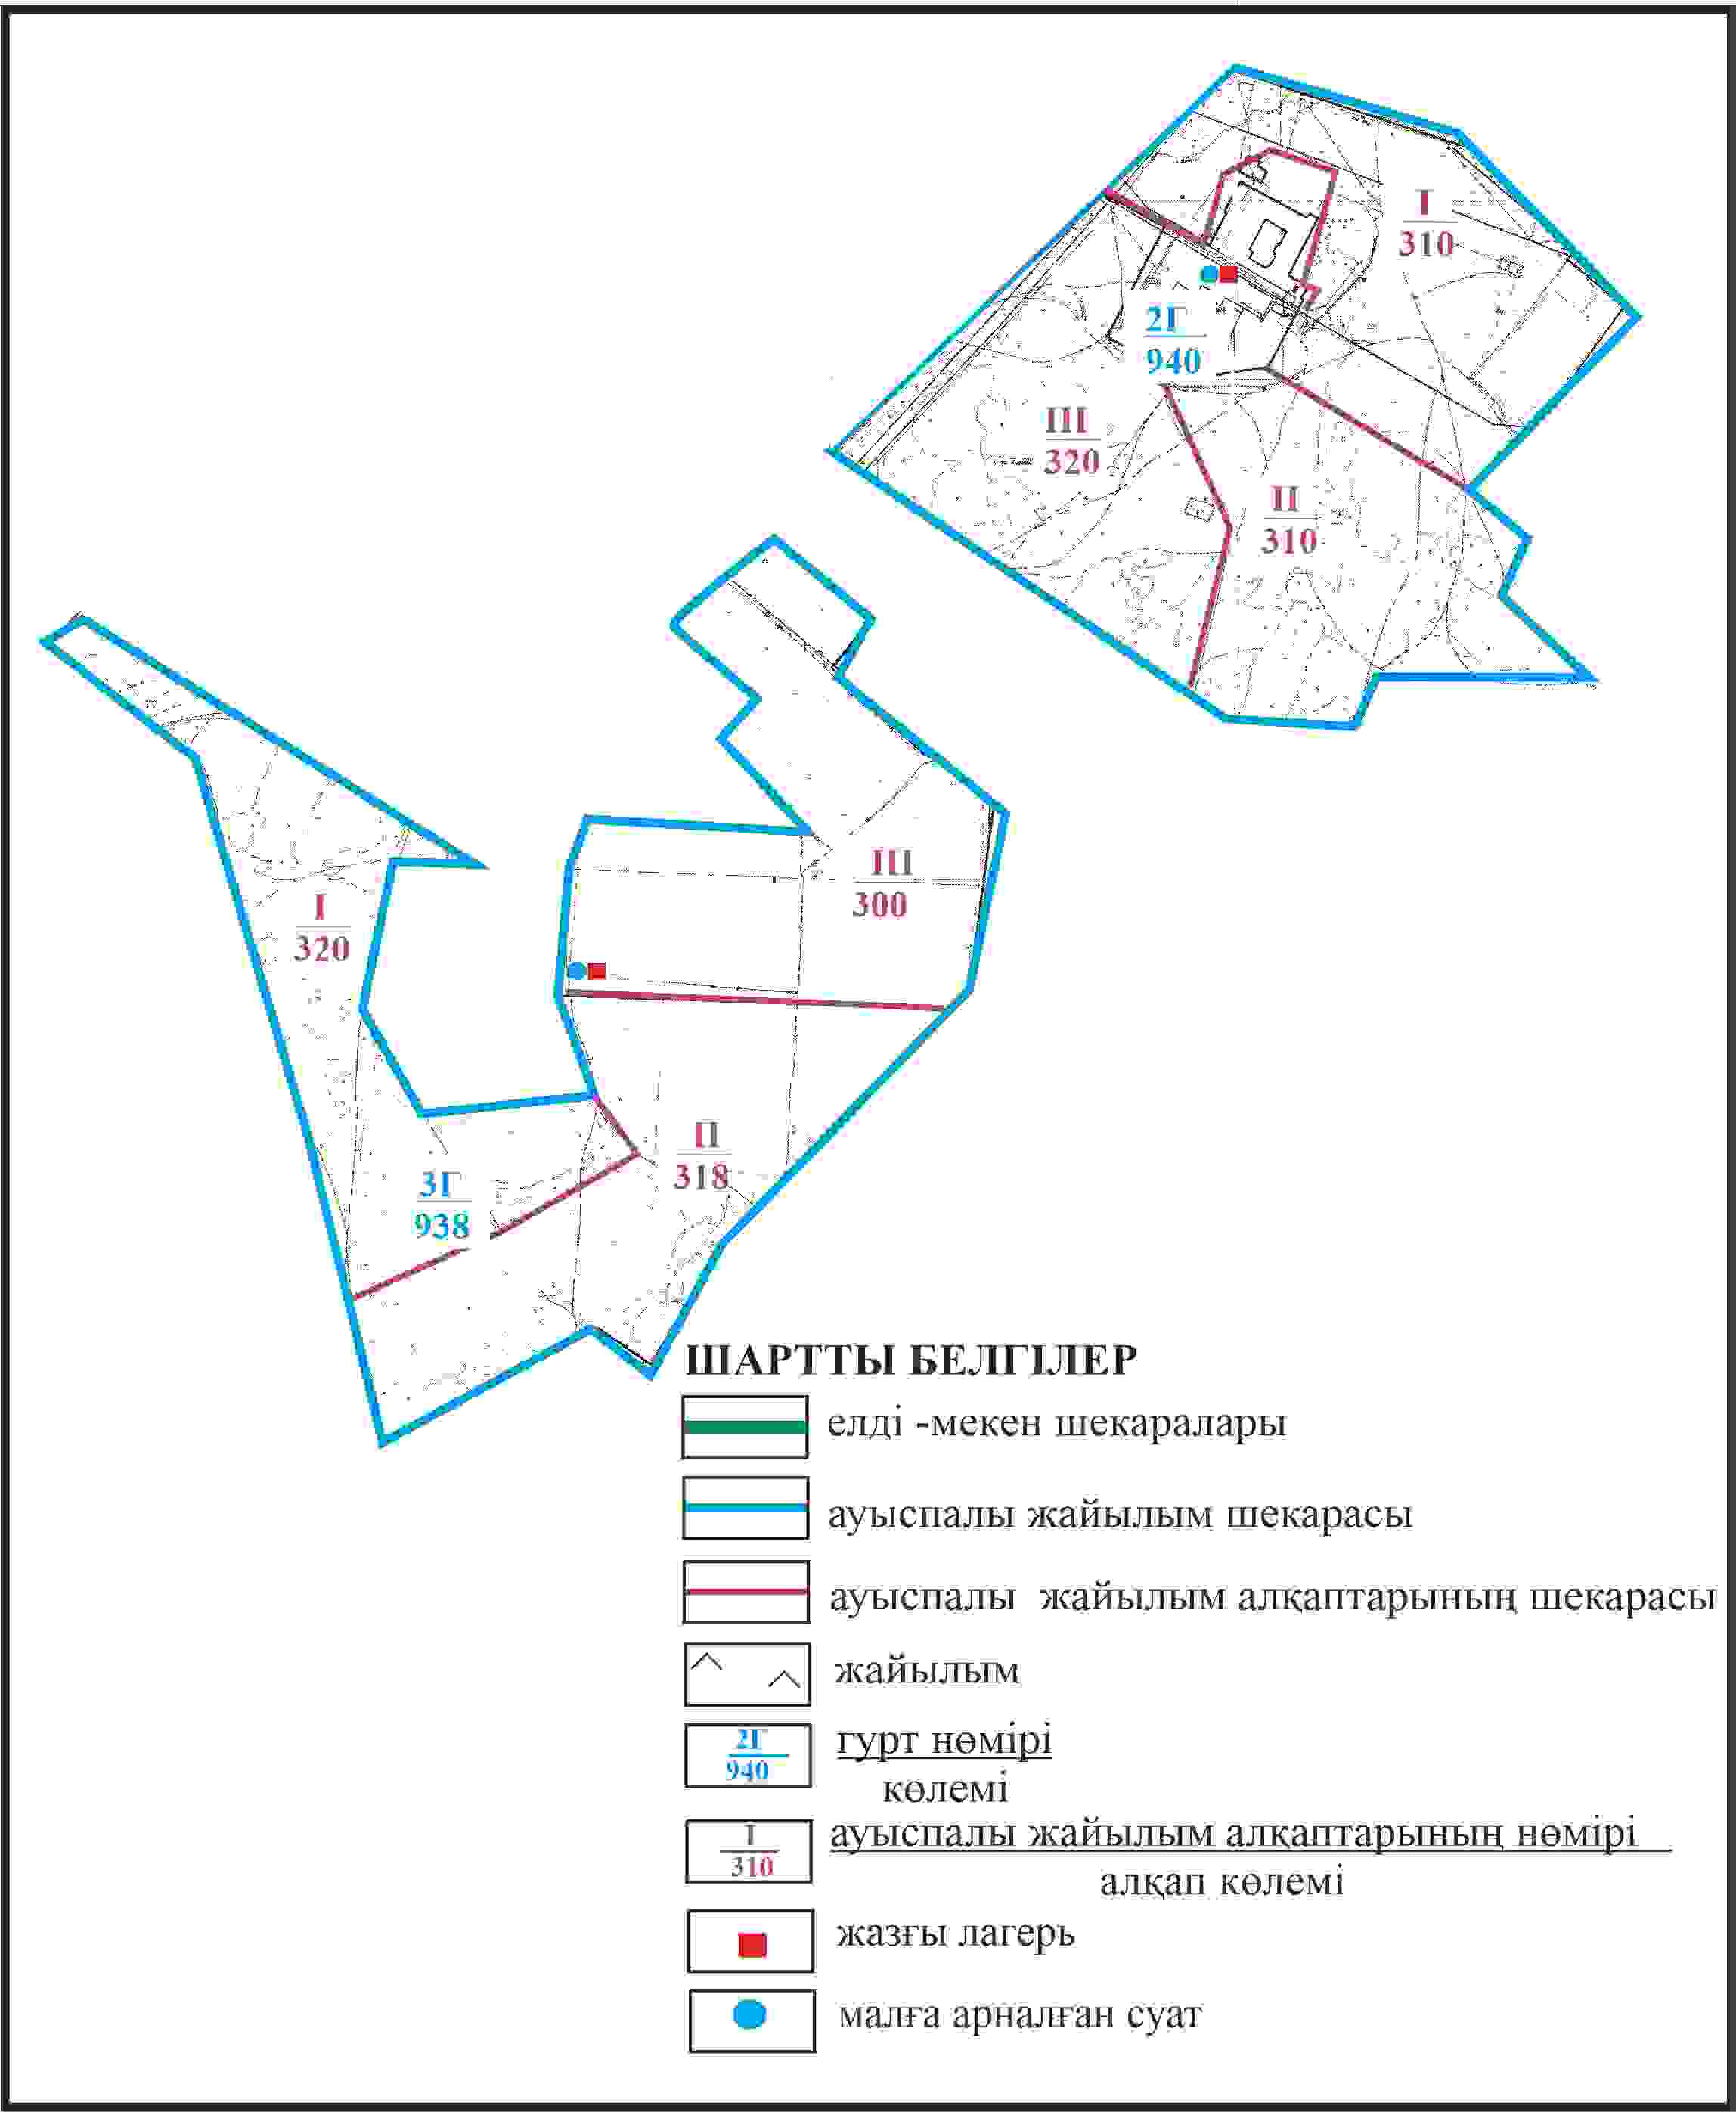 I
310
2Г
940
III
320
II
310
I
320
III
300
II
318
3Г
938
ШАРТТЫ БЕЛГІЛЕР
елді -мекен шекаралары
ауыспалы жайылым шекарасы
ауыспалы жайылым алқаптарының шекарасы
жайылым
2Г
940
гурт нөмірі
көлемі
I
310
ауыспалы жайылым алқаптарының нөмірі
алқап көлемі
жазғы лагерь
малға арналған суат